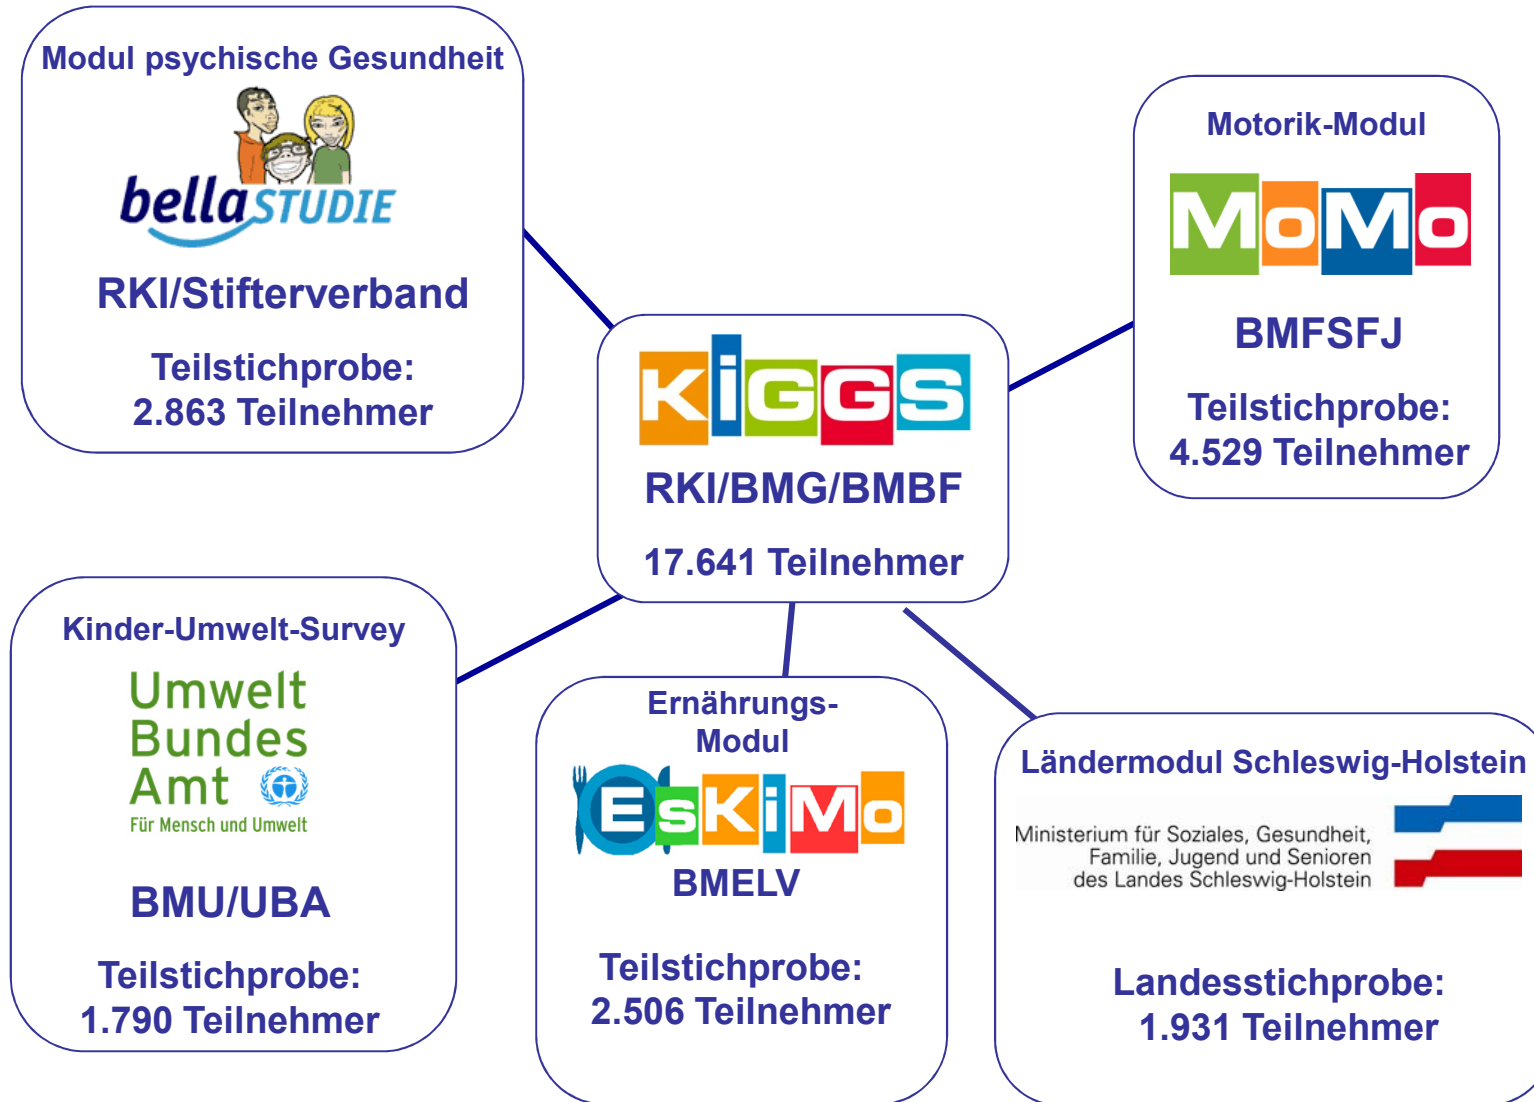 Modul psychische Gesundheit
bella STUDIE
RKI/Stifterverband
Teilstichprobe:
2.863 Teilnehmer
Motorik-Modul
MoMo
BMFSFJ
Teilstichprobe:
4.529 Teilnehmer
KiGGS
RKI/BMG/BMBF
17.641 Teilnehmer
Kinder-Umwelt-Survey
Umwelt
Bundes
Amt
Für Mensch und Umwelt
BMU/UBA
Teilstichprobe:
1.790 Teilnehmer
Ernährungs-
Modul
EsKiMo
BMELV
Teilstichprobe:
2.506 Teilnehmer
Ländermodul Schleswig-Holstein
Ministerium für Soziales, Gesundheit,
Familie, Jugend und Senioren
des Landes Schleswig-Holstein
Landesstichprobe:
1.931 Teilnehmer